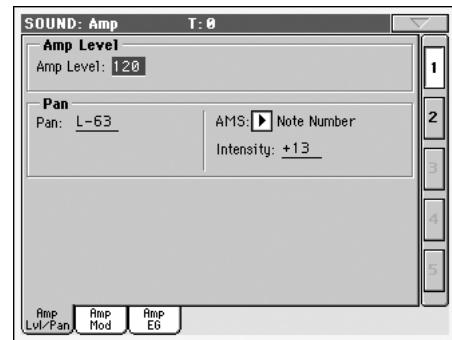 SOUND: Amp T: 0
Amp Level
Amp Level: 120
1
Pan
Pan: L-63
AMS: Note Number
2
Intensity: +13
3
4
5
Amp Lvl/Pan
Amp Mod
Amp EG